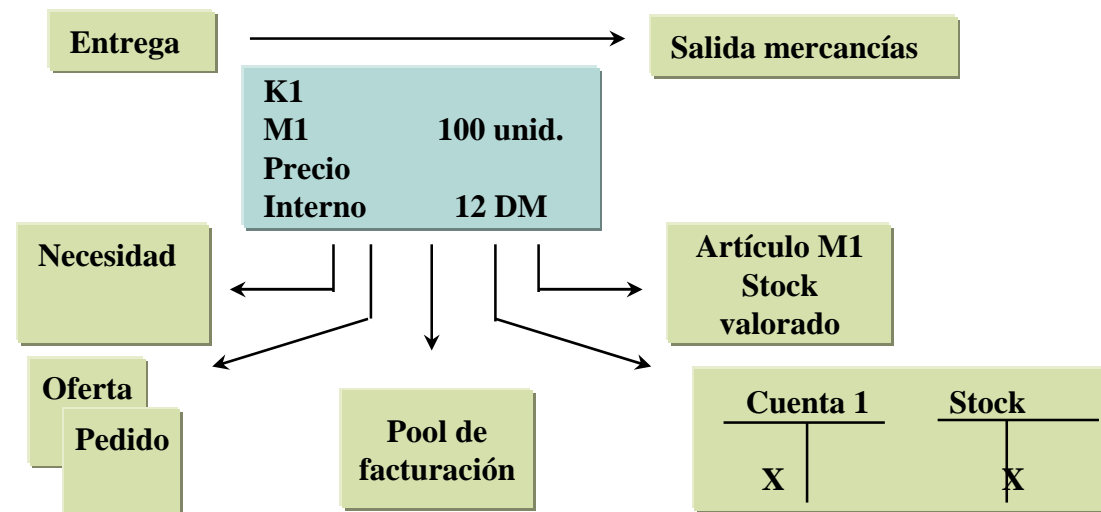 Entrega
Salida mercancías
K1
M1 100 unid.
Precio
Interno 12 DM
Necesidad
Artículo M1
Stock
valorado
Oferta
Pedido
Pool de
facturación
Cuenta 1 Stock
X X